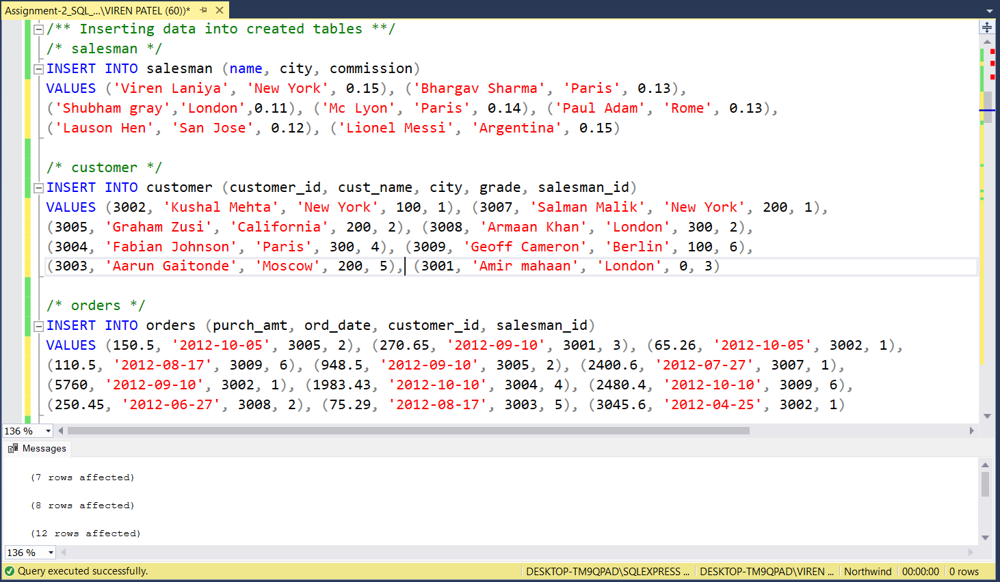 Assignment-2_SQL_...\VIREN PATEL (60))*
/** Inserting data into created tables **/
/* salesman */
INSERT INTO salesman (name, city, commission)
VALUES ('Viren Laniya', 'New York', 0.15), ('Bhargav Sharma', 'Paris', 0.13),
('Shubham gray','London',0.11), ('Mc Lyon', 'Paris', 0.14), ('Paul Adam', 'Rome', 0.13),
('Lauson Hen', 'San Jose', 0.12), ('Lionel Messi', 'Argentina', 0.15)
/* customer */
INSERT INTO customer (customer_id, cust_name, city, grade, salesman_id)
VALUES (3002, 'Kushal Mehta', 'New York', 100, 1), (3007, 'Salman Malik', 'New York', 200, 1),
(3005, 'Graham Zusi', 'California', 200, 2), (3008, 'Armaan Khan', 'London', 300, 2),
(3004, 'Fabian Johnson', 'Paris', 300, 4), (3009, 'Geoff Cameron', 'Berlin', 100, 6),
(3003, 'Aarun Gaitonde', 'Moscow', 200, 5), (3001, 'Amir mahaan', 'London', 0, 3)
/* orders */
INSERT INTO orders (purch_amt, ord_date, customer_id, salesman_id)
VALUES (150.5, '2012-10-05', 3005, 2), (270.65, '2012-09-10', 3001, 3), (65.26, '2012-10-05', 3002, 1),
(110.5, '2012-08-17', 3009, 6), (948.5, '2012-09-10', 3005, 2), (2400.6, '2012-07-27', 3007, 1),
(5760, '2012-09-10', 3002, 1), (1983.43, '2012-10-10', 3004, 4), (2480.4, '2012-10-10', 3009, 6),
(250.45, '2012-06-27', 3008, 2), (75.29, '2012-08-17', 3003, 5), (3045.6, '2012-04-25', 3002, 1)
136 %
Messages
(7 rows affected)
(8 rows affected)
(12 rows affected)
136 %
Query executed successfully. DESKTOP-TM9QPAD\SQLEXPRESS ... DESKTOP-TM9QPAD\VIREN ... Northwind 00:00:00 0 rows